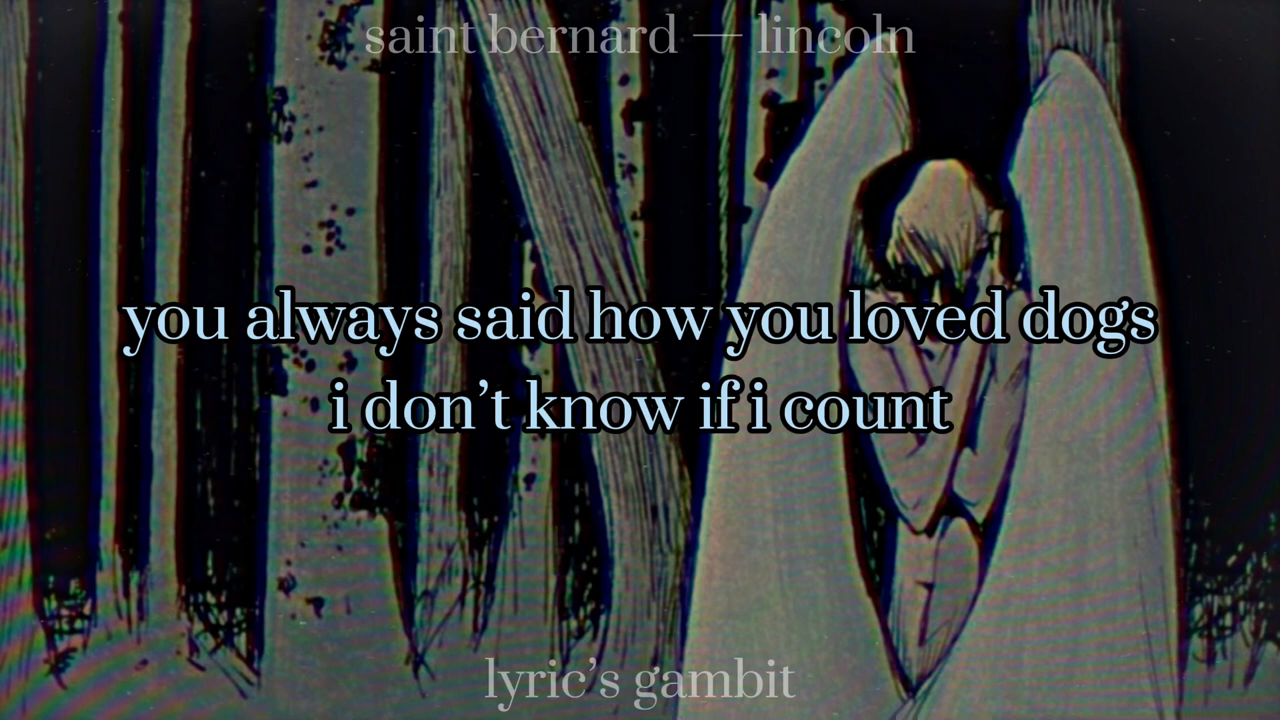 saint bernard — lincoln
you always said how you loved dogs
i don’t know if i count
lyric’s gambit